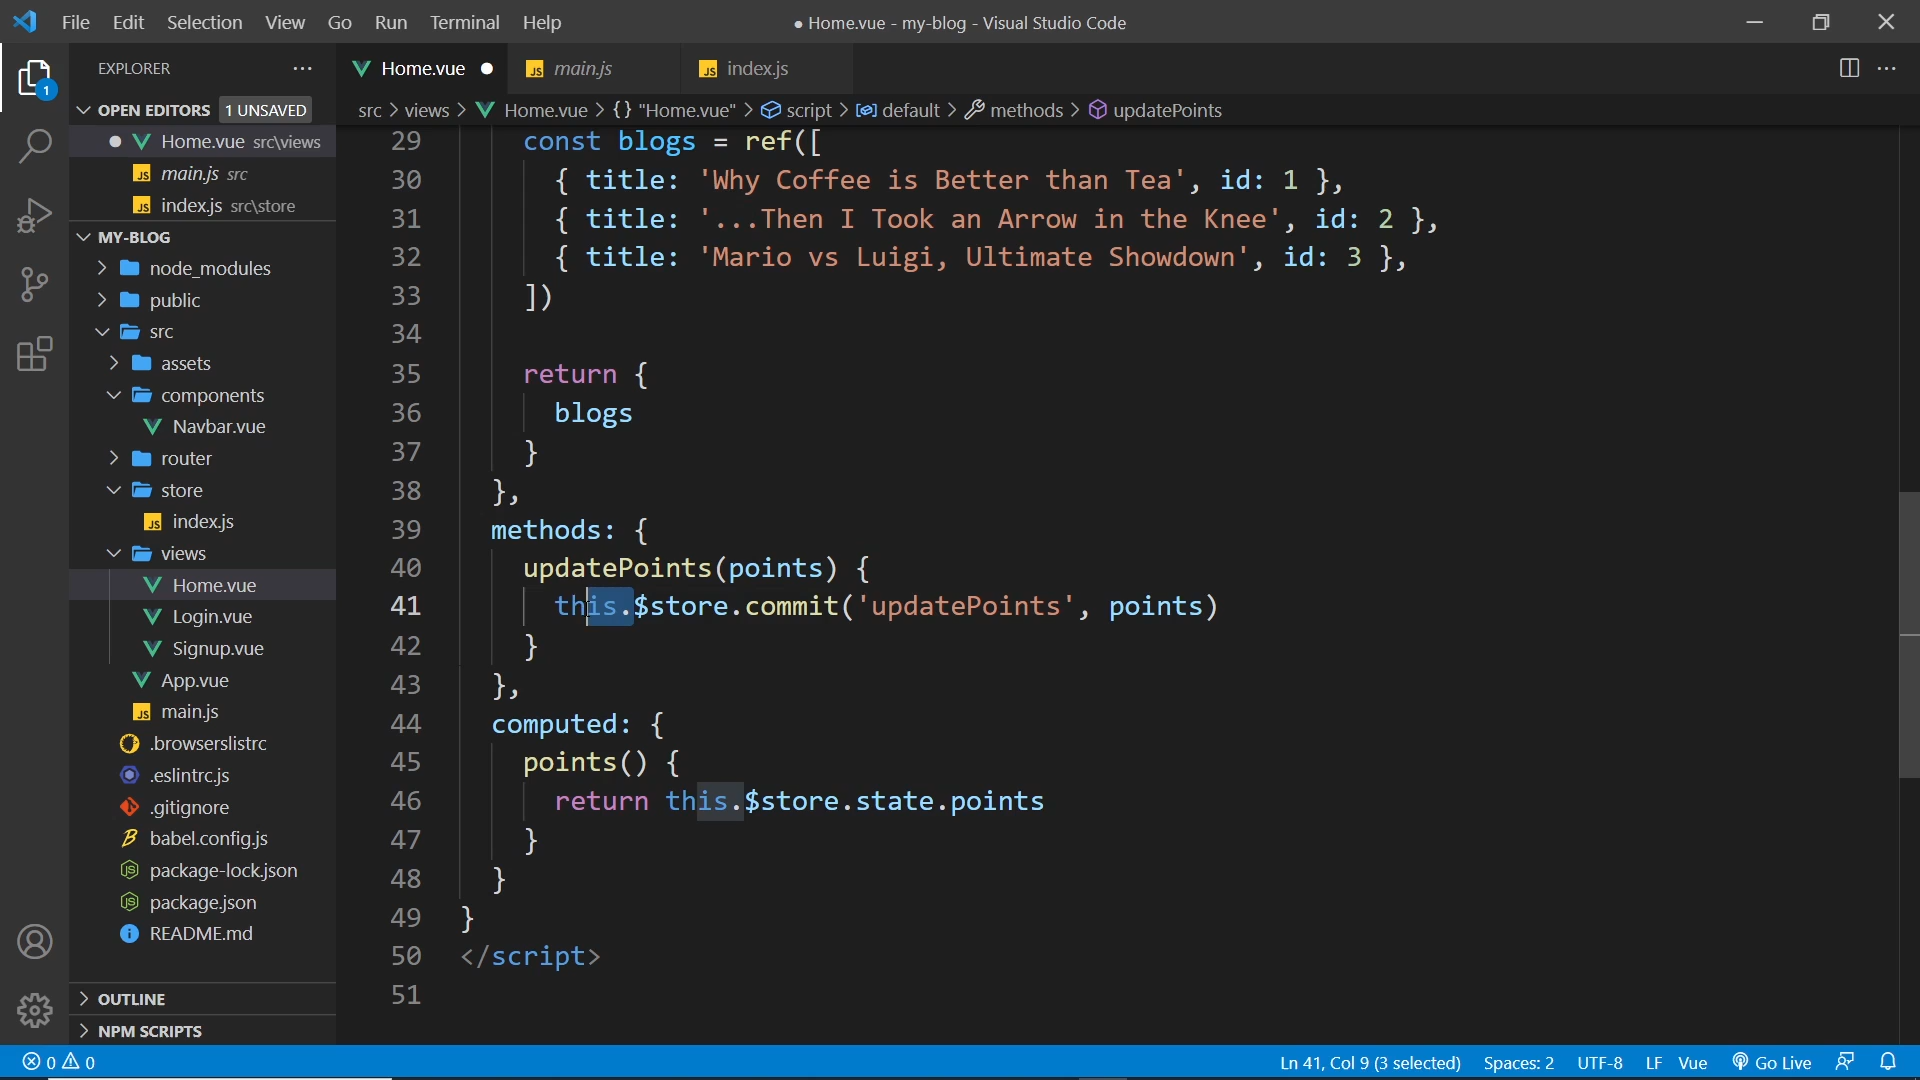 File Edit Selection View Go Run Terminal Help
● Home.vue - my-blog - Visual Studio Code
EXPLORER
Home.vue
JS main.js
JS index.js
OPEN EDITORS 1 UNSAVED
Home.vue src\views
JS main.js src
JS index.js src\store
MY-BLOG
node_modules
public
src
assets
components
Navbar.vue
router
store
JS index.js
views
Home.vue
Login.vue
Signup.vue
App.vue
JS main.js
.browserslistrc
.eslintrc.js
.gitignore
babel.config.js
package-lock.json
package.json
README.md
OUTLINE
NPM SCRIPTS
1
src > views > Home.vue > {} "Home.vue" > script > default > methods > updatePoints
29 const blogs = ref([
30 { title: 'Why Coffee is Better than Tea', id: 1 },
31 { title: '...Then I Took an Arrow in the Knee', id: 2 },
32 { title: 'Mario vs Luigi, Ultimate Showdown', id: 3 },
33 ])
34
35 return {
36 blogs
37 }
38 },
39 methods: {
40 updatePoints(points) {
41 this.$store.commit('updatePoints', points)
42 }
43 },
44 computed: {
45 points() {
46 return this.$store.state.points
47 }
48 }
49 }
50 </script>
51
0 0
Ln 41, Col 9 (3 selected) Spaces: 2 UTF-8 LF Vue Go Live